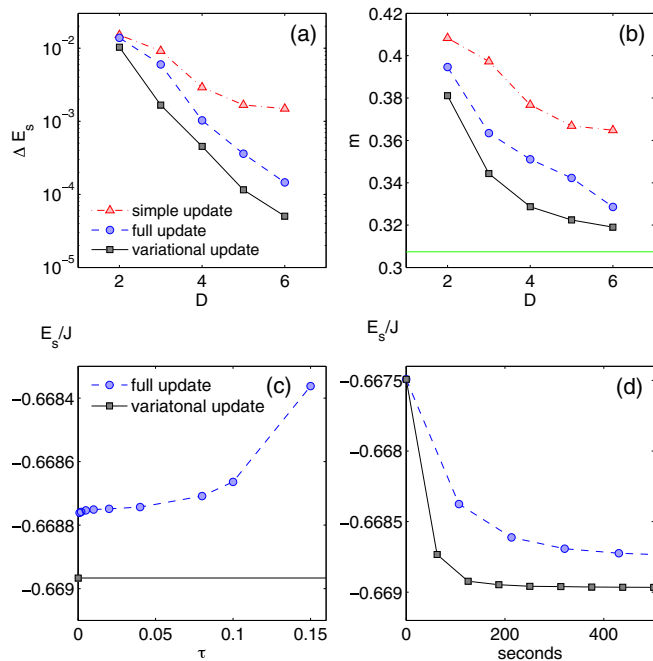 (a)
10^−2
10^−3
10^−4
10^−5
Δ E_s
simple update
full update
variational update
2 4 6
D
(b)
0.42
0.4
0.38
0.36
0.34
0.32
0.3
m
2 4 6
D
E_s/J
(c)
full update
variatonal update
−0.6684
−0.6686
−0.6688
−0.669
0 0.05 0.1 0.15
τ
E_s/J
(d)
−0.6675
−0.668
−0.6685
−0.669
0 200 400
seconds